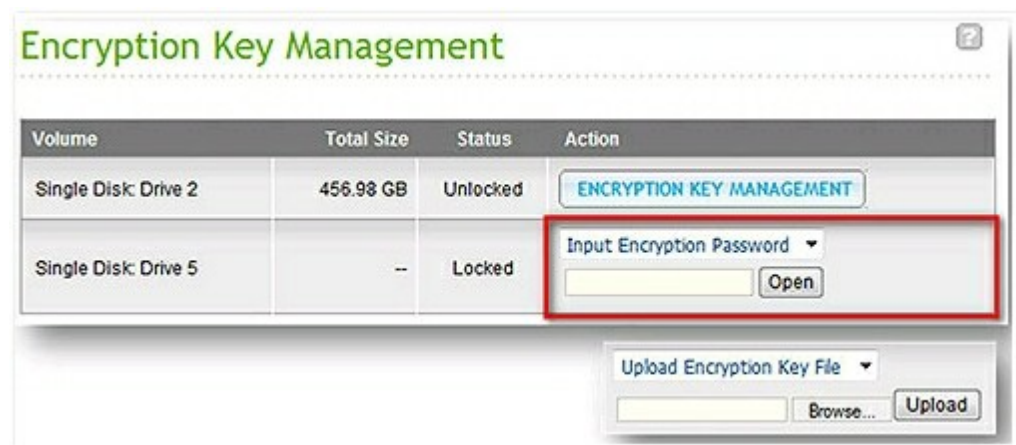 Encryption Key Management
?
Volume Total Size Status Action
Single Disk: Drive 2 456.98 GB Unlocked ENCRYPTION KEY MANAGEMENT
Input Encryption Password
Single Disk: Drive 5 -- Locked
Open
Upload Encryption Key File
Browse... Upload